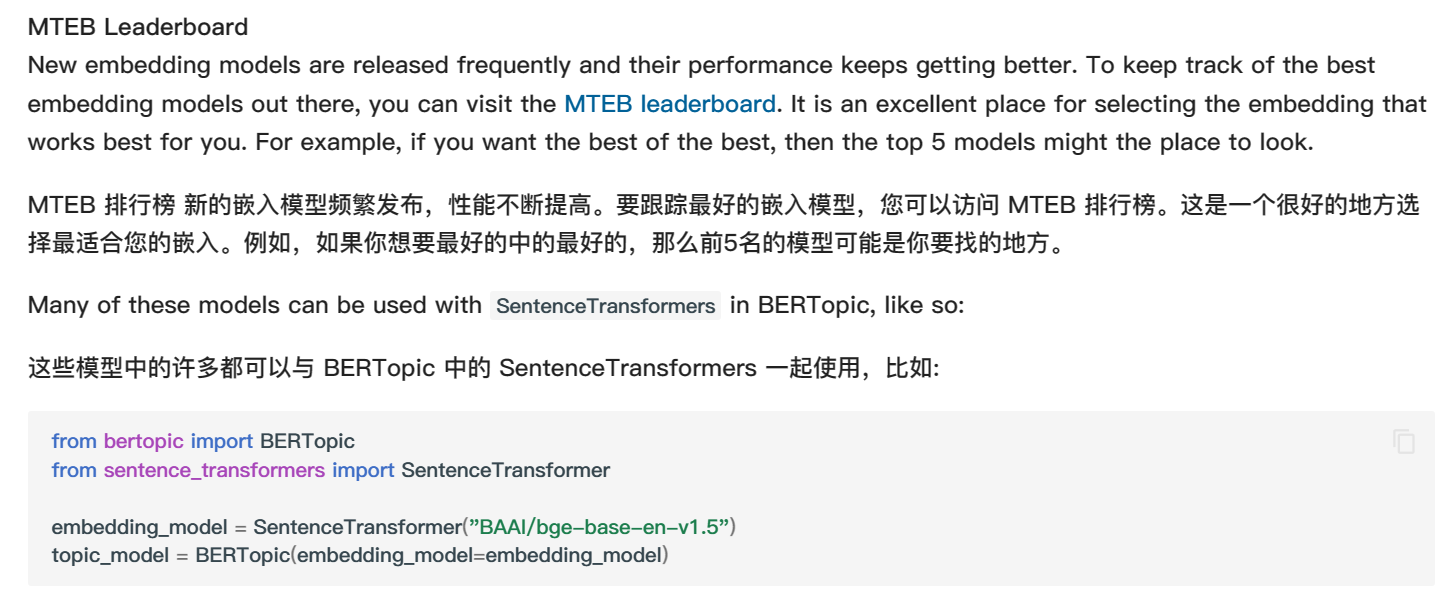 MTEB Leaderboard
New embedding models are released frequently and their performance keeps getting better. To keep track of the best
embedding models out there, you can visit the MTEB leaderboard. It is an excellent place for selecting the embedding that
works best for you. For example, if you want the best of the best, then the top 5 models might the place to look.
MTEB 排行榜 新的嵌入模型频繁发布，性能不断提高。要跟踪最好的嵌入模型，您可以访问 MTEB 排行榜。这是一个很好的地方选
择最适合您的嵌入。例如，如果你想要最好的中的最好的，那么前5名的模型可能是你要找的地方。
Many of these models can be used with SentenceTransformers in BERTopic, like so:
这些模型中的许多都可以与 BERTopic 中的 SentenceTransformers 一起使用，比如:
from bertopic import BERTopic
from sentence_transformers import SentenceTransformer
embedding_model = SentenceTransformer("BAAI/bge-base-en-v1.5")
topic_model = BERTopic(embedding_model=embedding_model)